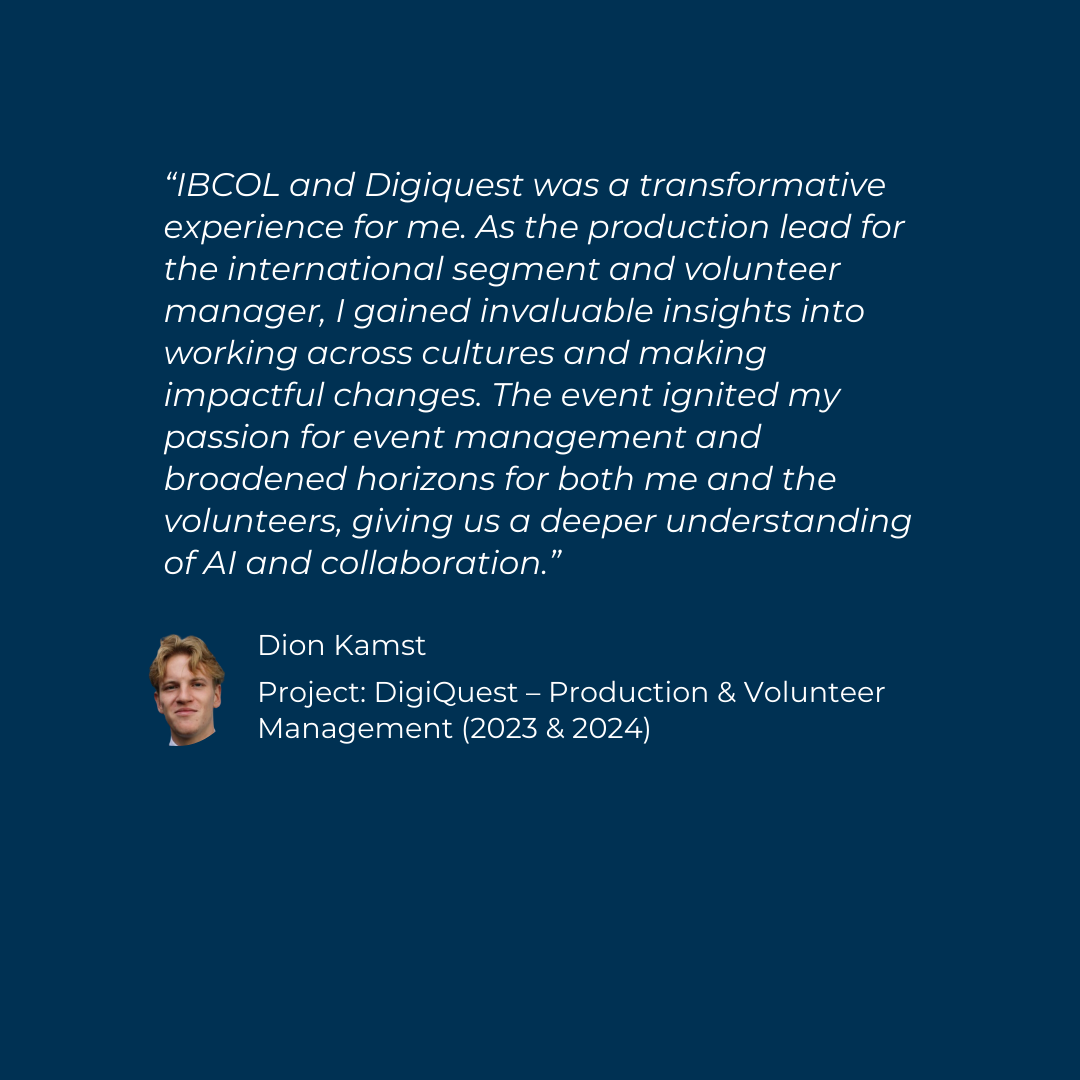 “IBCOL and Digiquest was a transformative
experience for me. As the production lead for
the international segment and volunteer
manager, I gained invaluable insights into
working across cultures and making
impactful changes. The event ignited my
passion for event management and
broadened horizons for both me and the
volunteers, giving us a deeper understanding
of AI and collaboration.”
Dion Kamst
Project: DigiQuest – Production & Volunteer
Management (2023 & 2024)